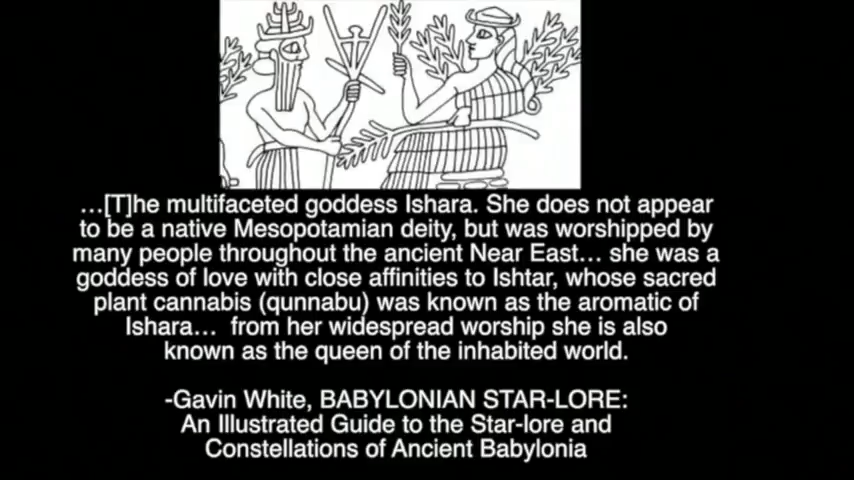 ...[T]he multifaceted goddess Ishara. She does not appear
to be a native Mesopotamian deity, but was worshipped by
many people throughout the ancient Near East... she was a
goddess of love with close affinities to Ishtar, whose sacred
plant cannabis (qunnabu) was known as the aromatic of
Ishara... from her widespread worship she is also
known as the queen of the inhabited world.
-Gavin White, BABYLONIAN STAR-LORE:
An Illustrated Guide to the Star-lore and
Constellations of Ancient Babylonia